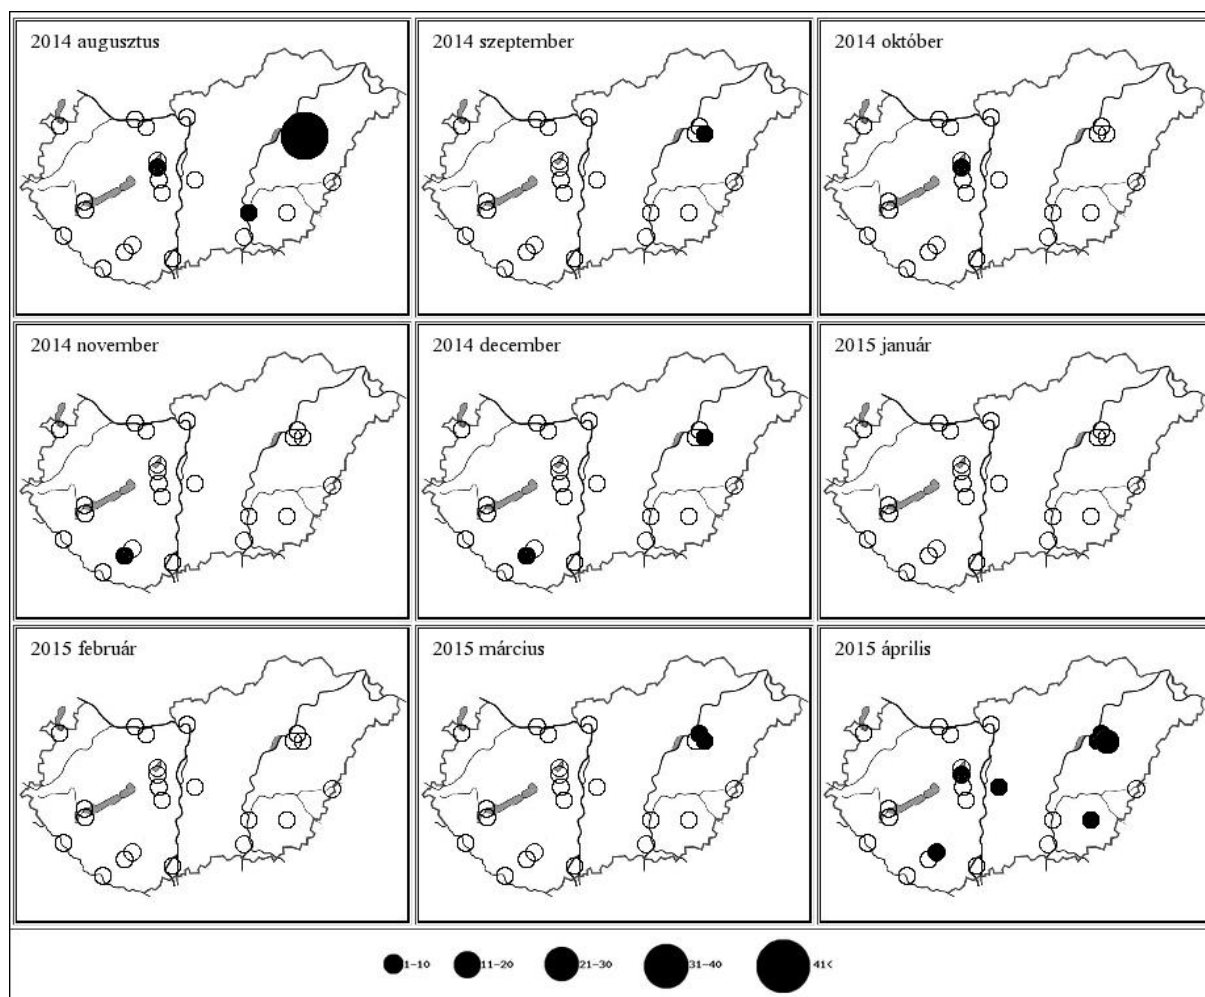 2014 augusztus
2014 szeptember
2014 október
2014 november
2014 december
2015 január
2015 február
2015 március
2015 április
1-10 11-20 21-30 31-40 41<